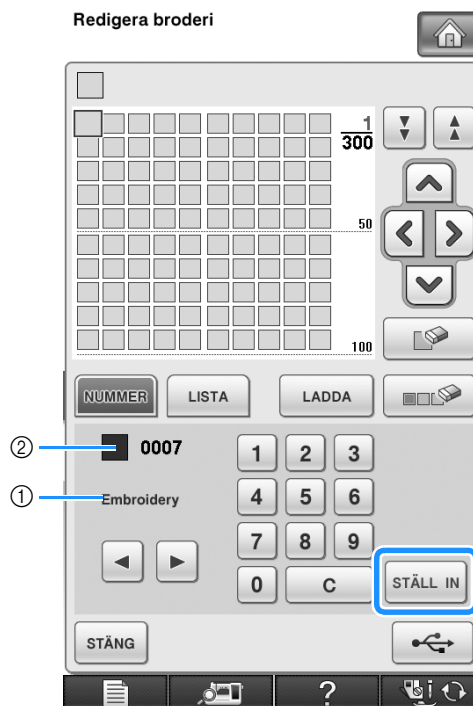 Redigera broderi
1
300
50
100
NUMMER LISTA LADDA
② 0007
① Embroidery
1 2 3
4 5 6
7 8 9
0 C
STÄLL IN
STÄNG
? i